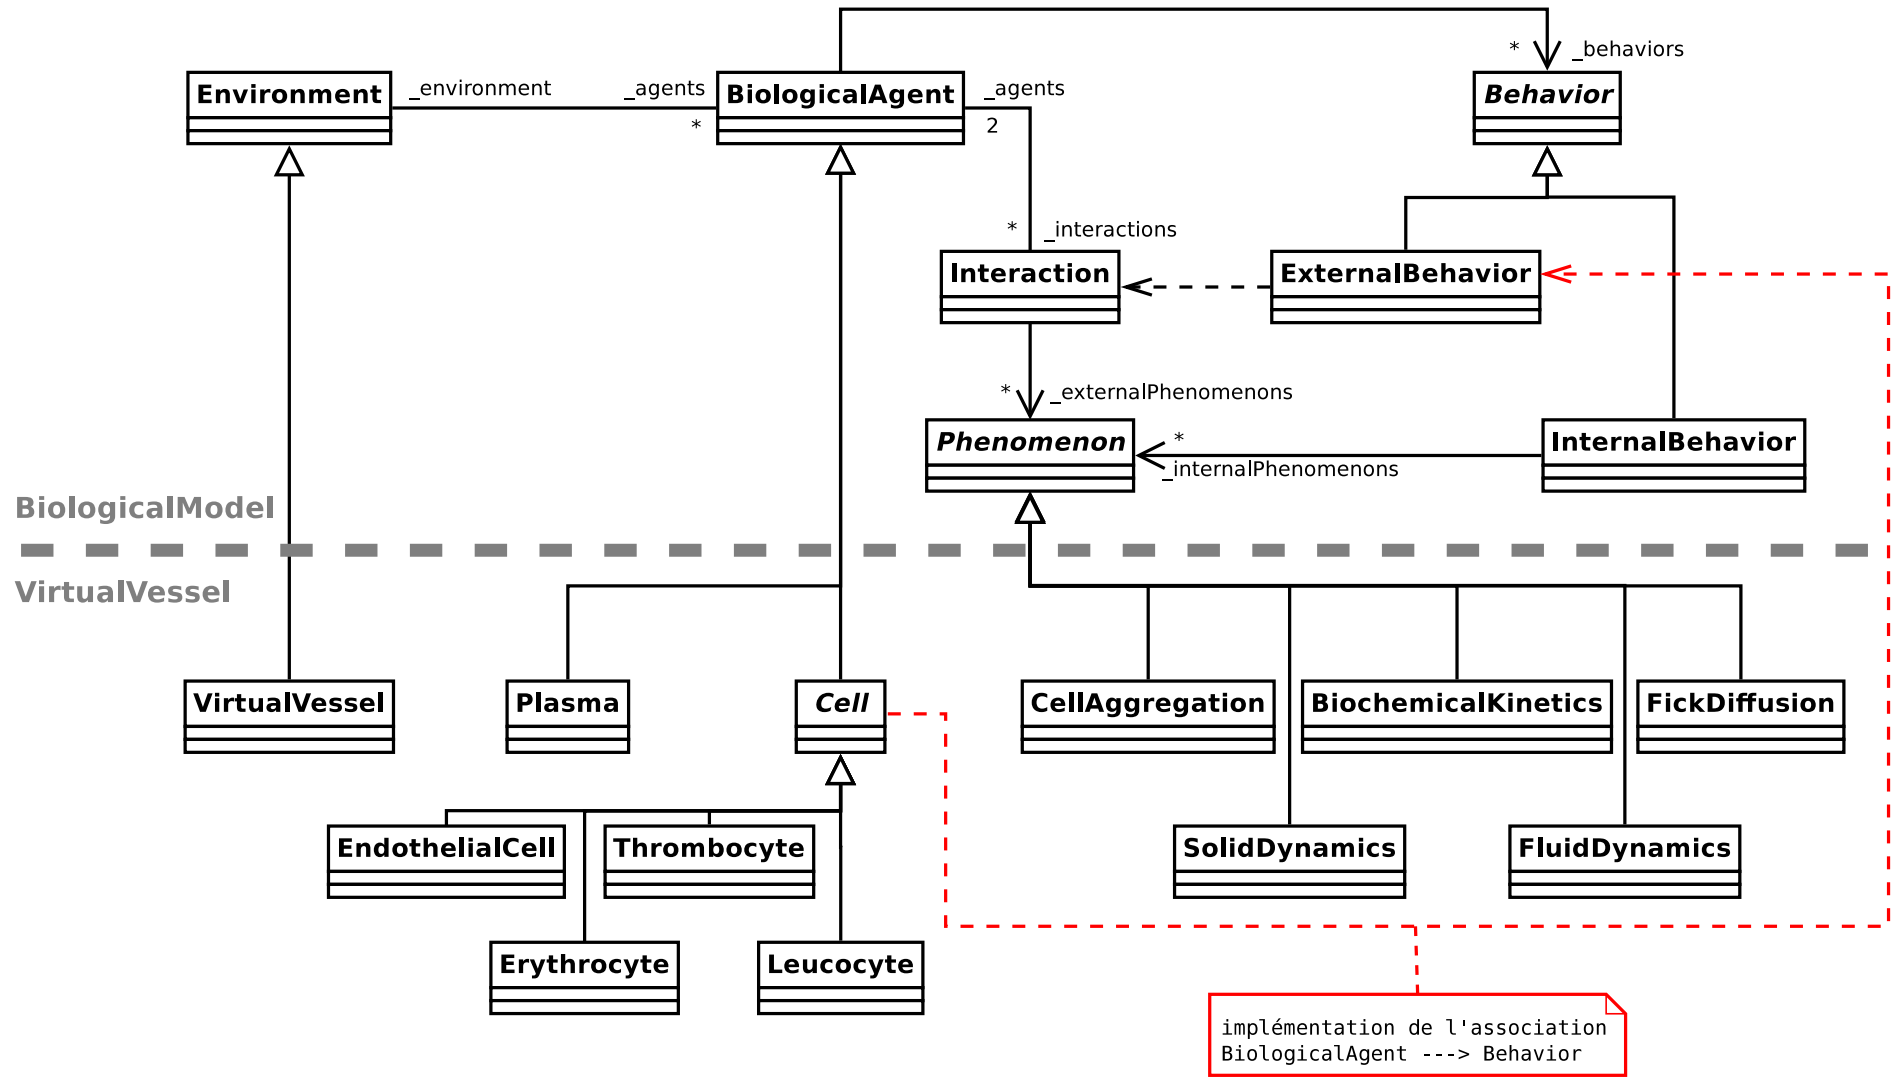 * _behaviors
Environment
_environment
_agents
*
BiologicalAgent
_agents
2
Behavior
* _interactions
Interaction
ExternalBehavior
* _externalPhenomenons
Phenomenon
*
_internalPhenomenons
InternalBehavior
BiologicalModel
VirtualVessel
VirtualVessel
Plasma
Cell
CellAggregation
BiochemicalKinetics
FickDiffusion
EndothelialCell
Thrombocyte
SolidDynamics
FluidDynamics
Erythrocyte
Leucocyte
implémentation de l'association
BiologicalAgent ---> Behavior